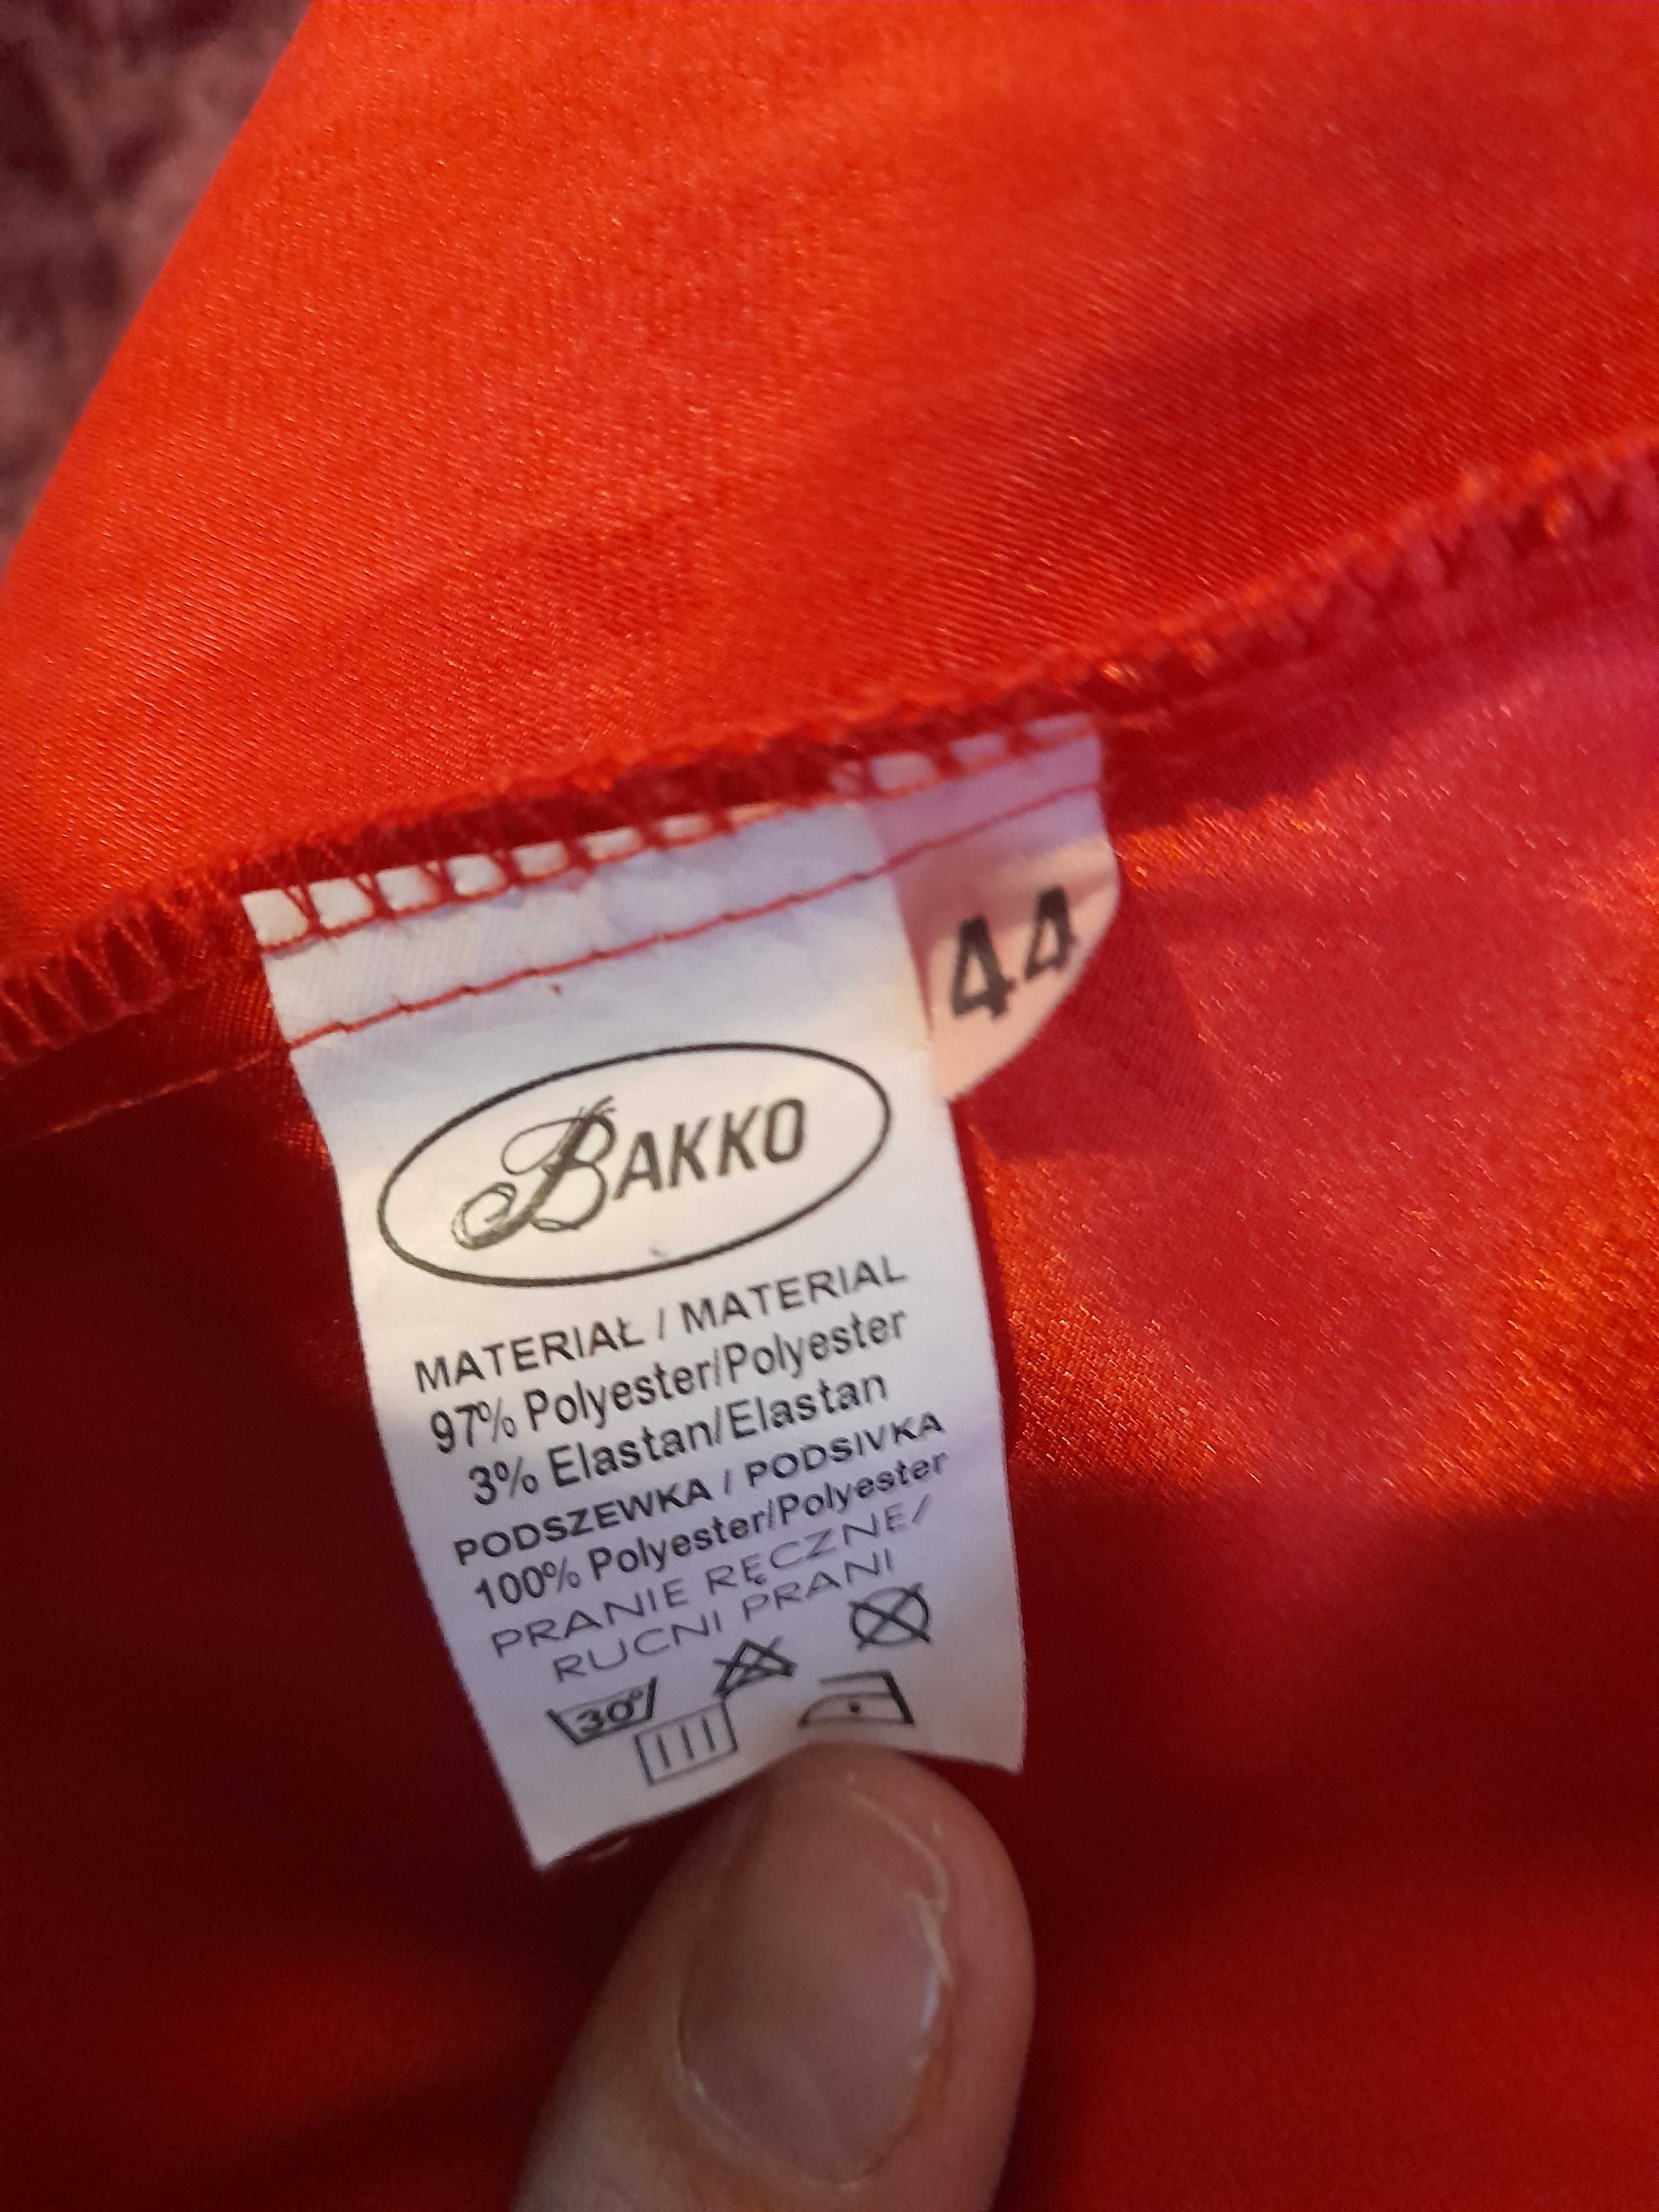 44
BAKKO
MATERIAŁ / MATERIAL
97% Polyester/Polyester
3% Elastan/Elastan
PODSZEWKA / PODSIVKA
100% Polyester/Polyester
PRANIE RĘCZNE/
RUCNI PRANI
30°